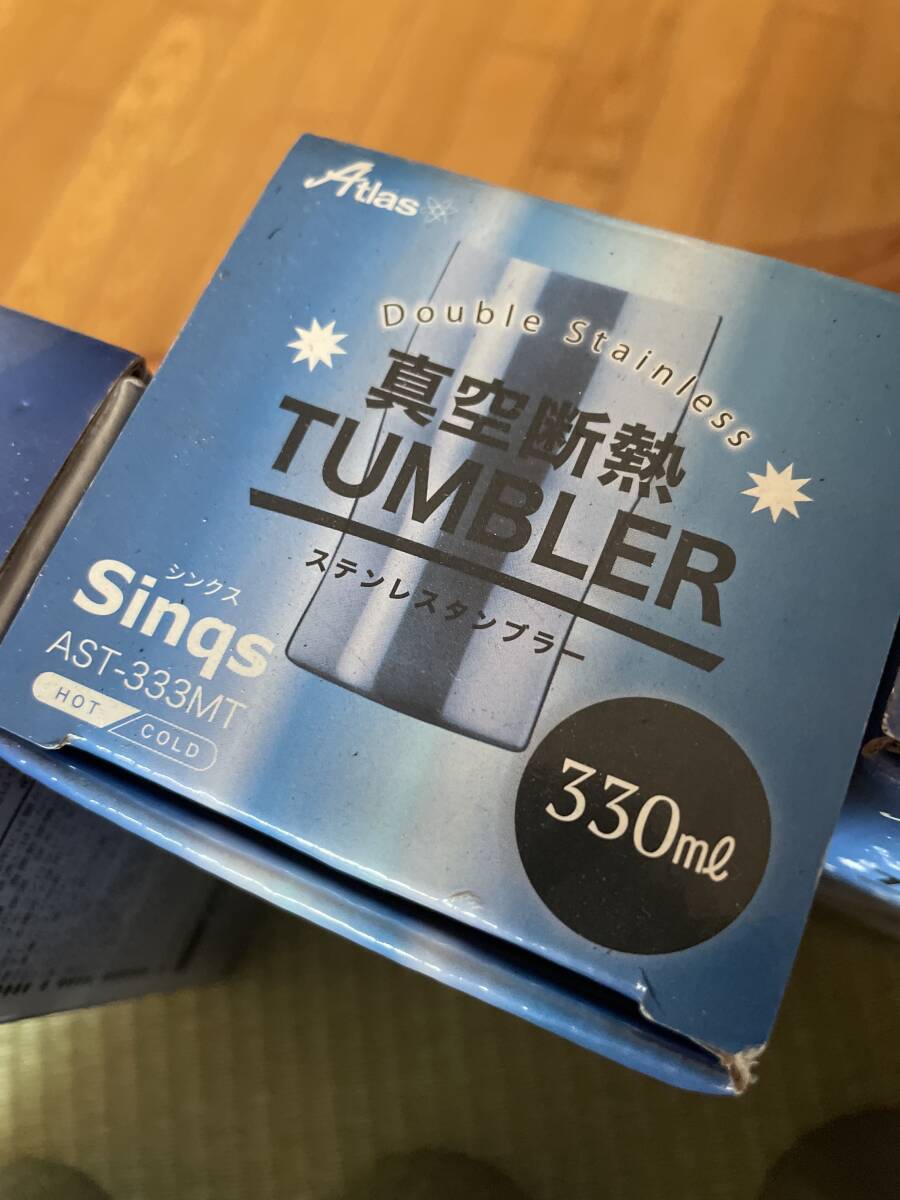 Atlas
Double Stainless
真空断熱
TUMBLER
ステンレスタンブラー
シンクス
Sinqs
AST-333MT
HOT / COLD
330ml